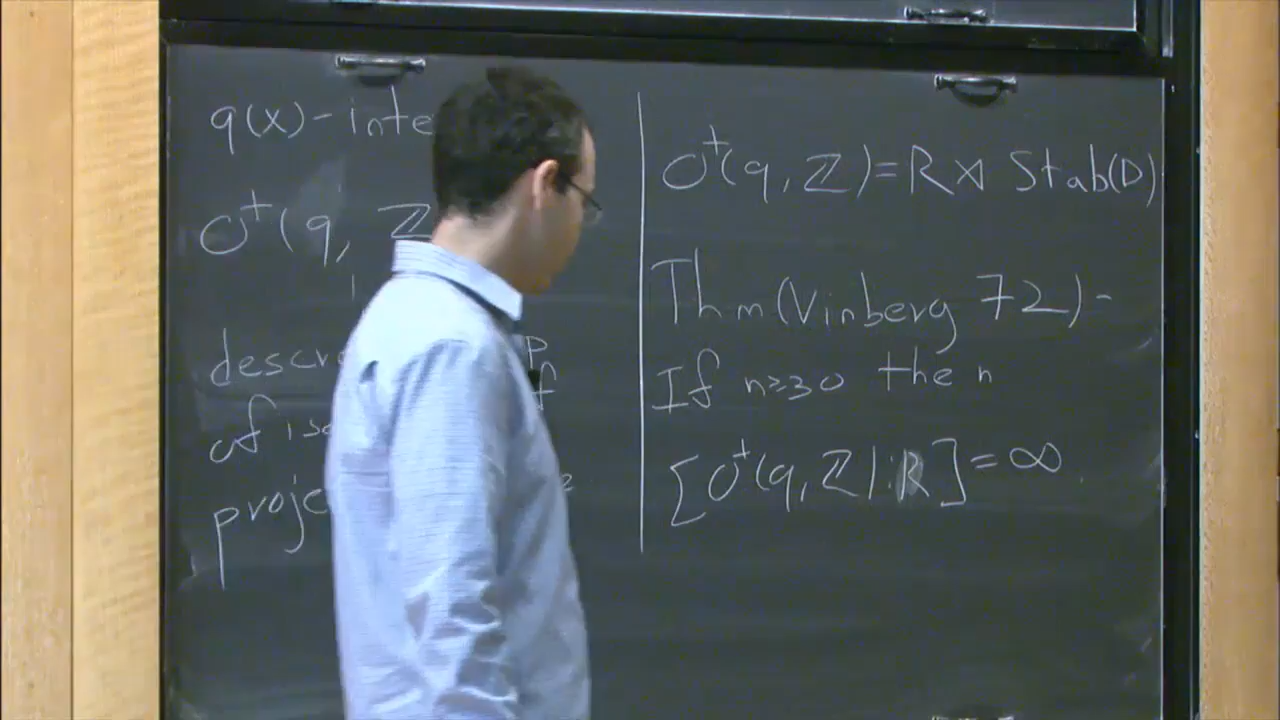 q(x) - inte
O⁺(q, ℤ
descr
of iso
proje
O⁺(q, ℤ) = R ⋊ Stab(D)
Thm (Vinberg 72) -
If n ≥ 30 then
[O⁺(q, ℤ) : R] = ∞